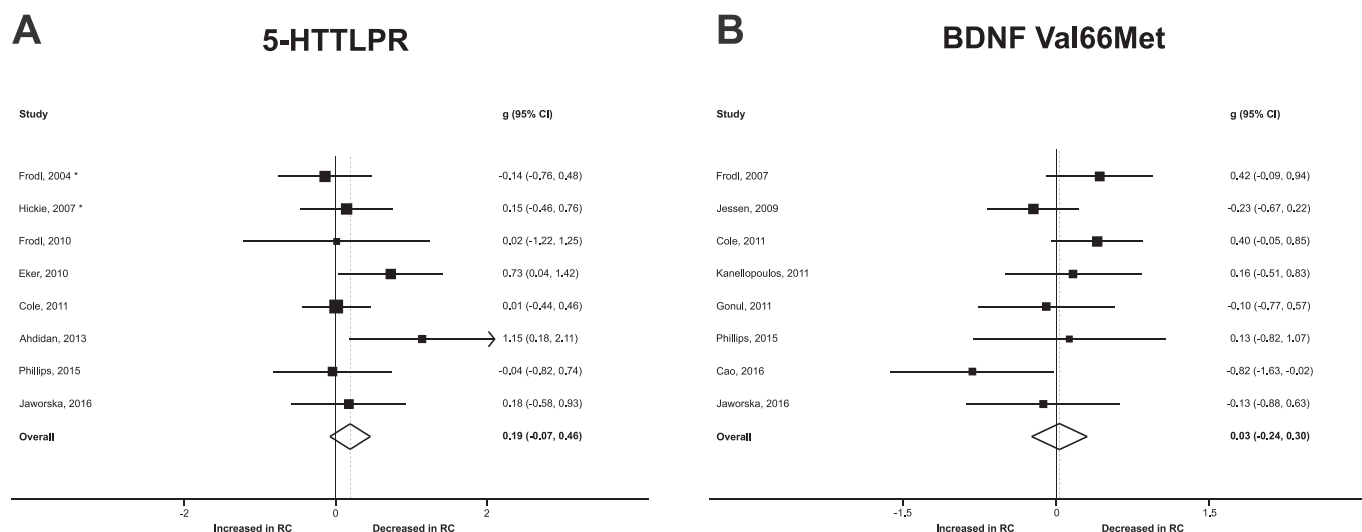 A
5-HTTLPR
Study g (95% CI)
Frodl, 2004 * -0.14 (-0.76, 0.48)
Hickie, 2007 * 0.15 (-0.46, 0.76)
Frodl, 2010 0.02 (-1.22, 1.25)
Eker, 2010 0.73 (0.04, 1.42)
Cole, 2011 0.01 (-0.44, 0.46)
Ahdidan, 2013 1.15 (0.18, 2.11)
Phillips, 2015 -0.04 (-0.82, 0.74)
Jaworska, 2016 0.18 (-0.58, 0.93)
Overall 0.19 (-0.07, 0.46)
-2 0 2
Increased in RC Decreased in RC
B
BDNF Val66Met
Study g (95% CI)
Frodl, 2007 0.42 (-0.09, 0.94)
Jessen, 2009 -0.23 (-0.67, 0.22)
Cole, 2011 0.40 (-0.05, 0.85)
Kanellopoulos, 2011 0.16 (-0.51, 0.83)
Gonul, 2011 -0.10 (-0.77, 0.57)
Phillips, 2015 0.13 (-0.82, 1.07)
Cao, 2016 -0.82 (-1.63, -0.02)
Jaworska, 2016 -0.13 (-0.88, 0.63)
Overall 0.03 (-0.24, 0.30)
-1.5 0 1.5
Increased in RC Decreased in RC